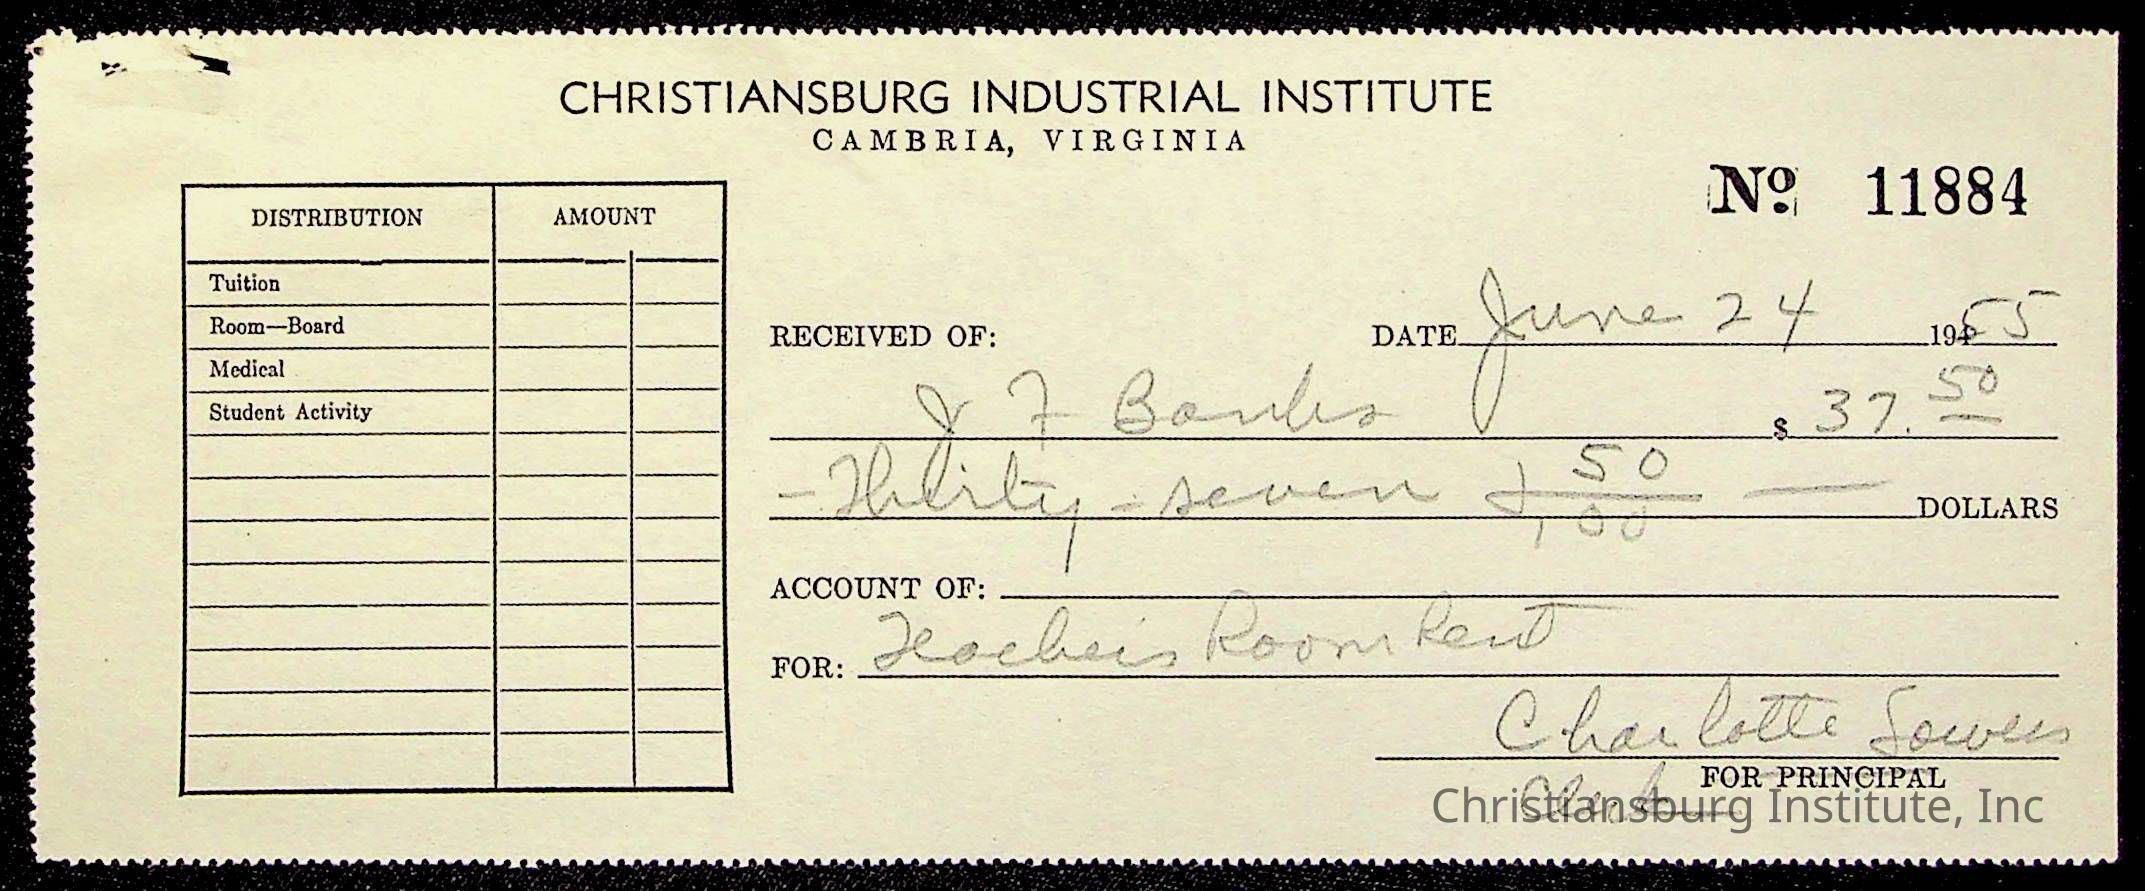 CHRISTIANSBURG INDUSTRIAL INSTITUTE
CAMBRIA, VIRGINIA
No. 11884
DISTRIBUTION AMOUNT
Tuition
Room—Board
Medical
Student Activity
RECEIVED OF: DATE June 24 1955
J F Banks $ 37.50
- Thirty - seven + 50/100 — DOLLARS
ACCOUNT OF:
FOR: Teacheis Room Rent
Charlotte Sowers
FOR PRINCIPAL
Clerk
Christiansburg Institute, Inc